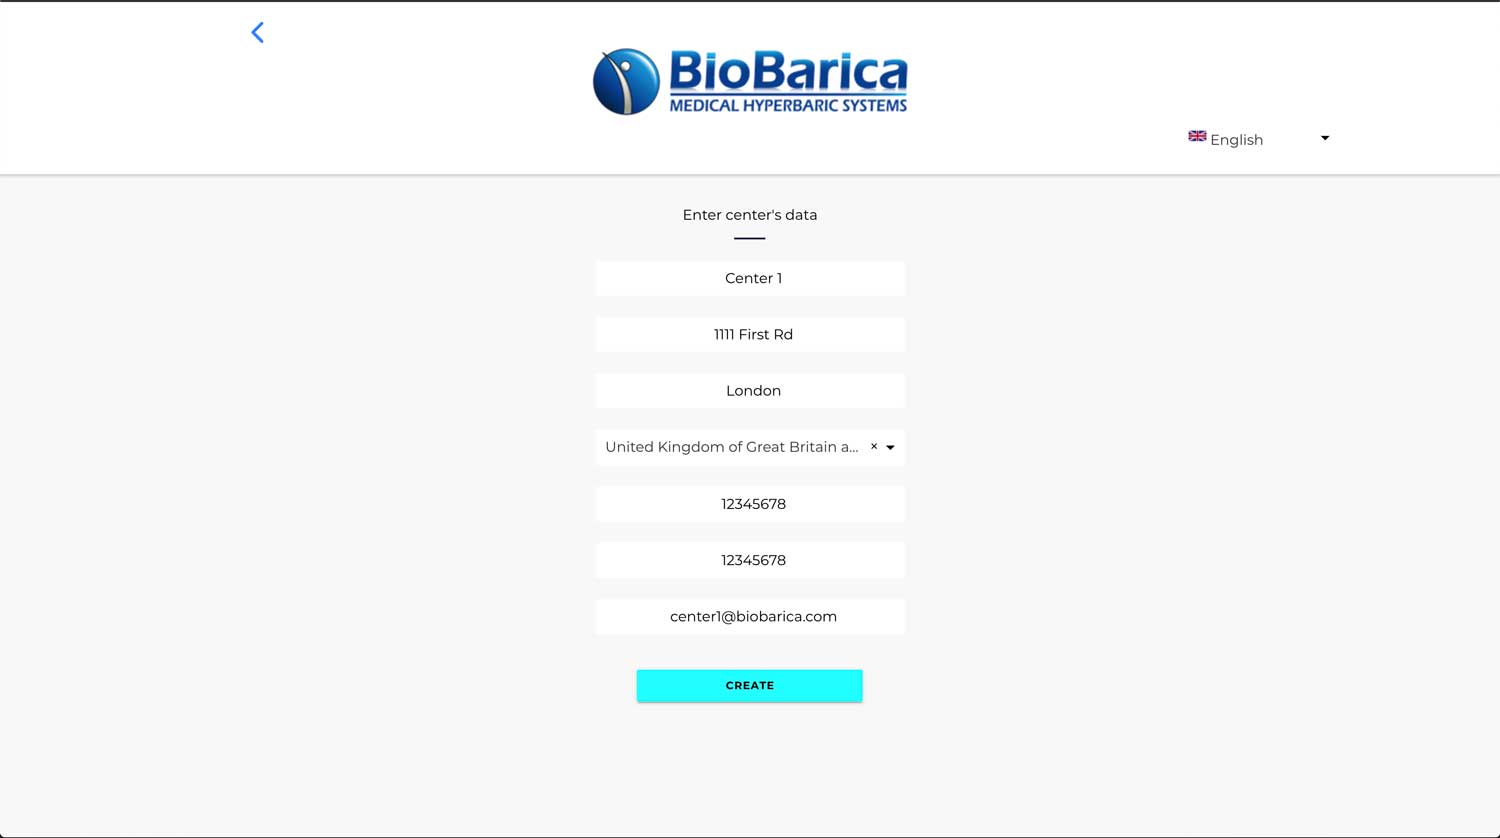 BioBarica
MEDICAL HYPERBARIC SYSTEMS
English
Enter center's data
Center 1
1111 First Rd
London
United Kingdom of Great Britain a... ×
12345678
12345678
center1@biobarica.com
CREATE